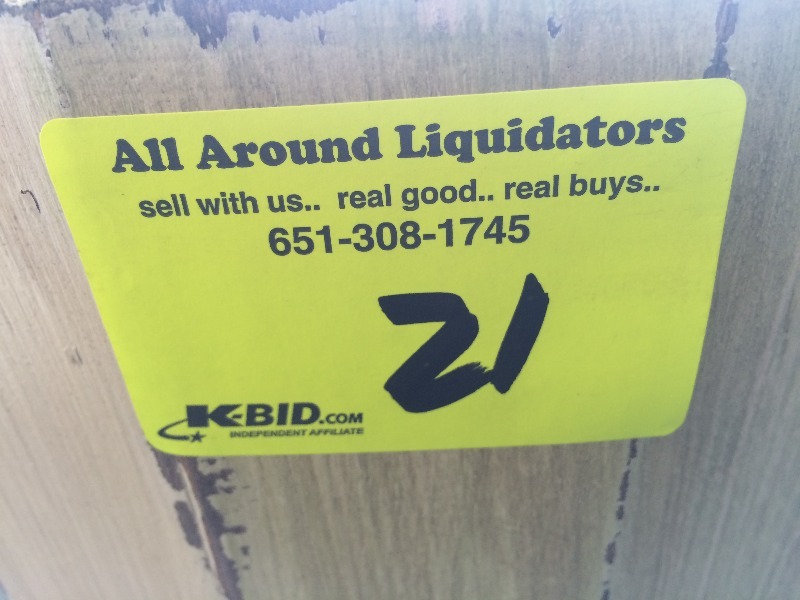 All Around Liquidators
sell with us.. real good.. real buys..
651-308-1745
21
K-BID.COM
INDEPENDENT AFFILIATE